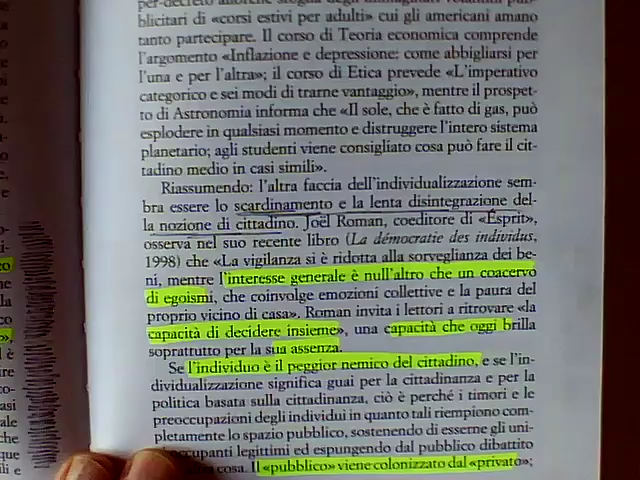 blicitari di «corsi estivi per adulti» cui gli americani amano
tanto partecipare. Il corso di Teoria economica comprende
l'argomento «Inflazione e depressione: come abbigliarsi per
l'una e per l'altra»; il corso di Etica prevede «L'imperativo
categorico e sei modi di trarne vantaggio», mentre il prospet-
to di Astronomia informa che «Il sole, che è fatto di gas, può
esplodere in qualsiasi momento e distruggere l'intero sistema
planetario; agli studenti viene consigliato cosa può fare il cit-
tadino medio in casi simili».
Riassumendo: l'altra faccia dell'individualizzazione sem-
bra essere lo scardinamento e la lenta disintegrazione del-
la nozione di cittadino. Joël Roman, coeditore di «Esprit»,
osserva nel suo recente libro (La démocratie des individus,
1998) che «La vigilanza si è ridotta alla sorveglianza dei be-
ni, mentre l'interesse generale è null'altro che un coacervo
di egoismi, che coinvolge emozioni collettive e la paura del
proprio vicino di casa». Roman invita i lettori a ritrovare «la
capacità di decidere insieme», una capacità che oggi brilla
soprattutto per la sua assenza.
Se l'individuo è il peggior nemico del cittadino, e se l'in-
dividualizzazione significa guai per la cittadinanza e per la
politica basata sulla cittadinanza, ciò è perché i timori e le
preoccupazioni degli individui in quanto tali riempiono com-
pletamente lo spazio pubblico, sostenendo di esserne gli uni-
occupanti legittimi ed espungendo dal pubblico dibattito
cosa. Il «pubblico» viene colonizzato dal «privato»;